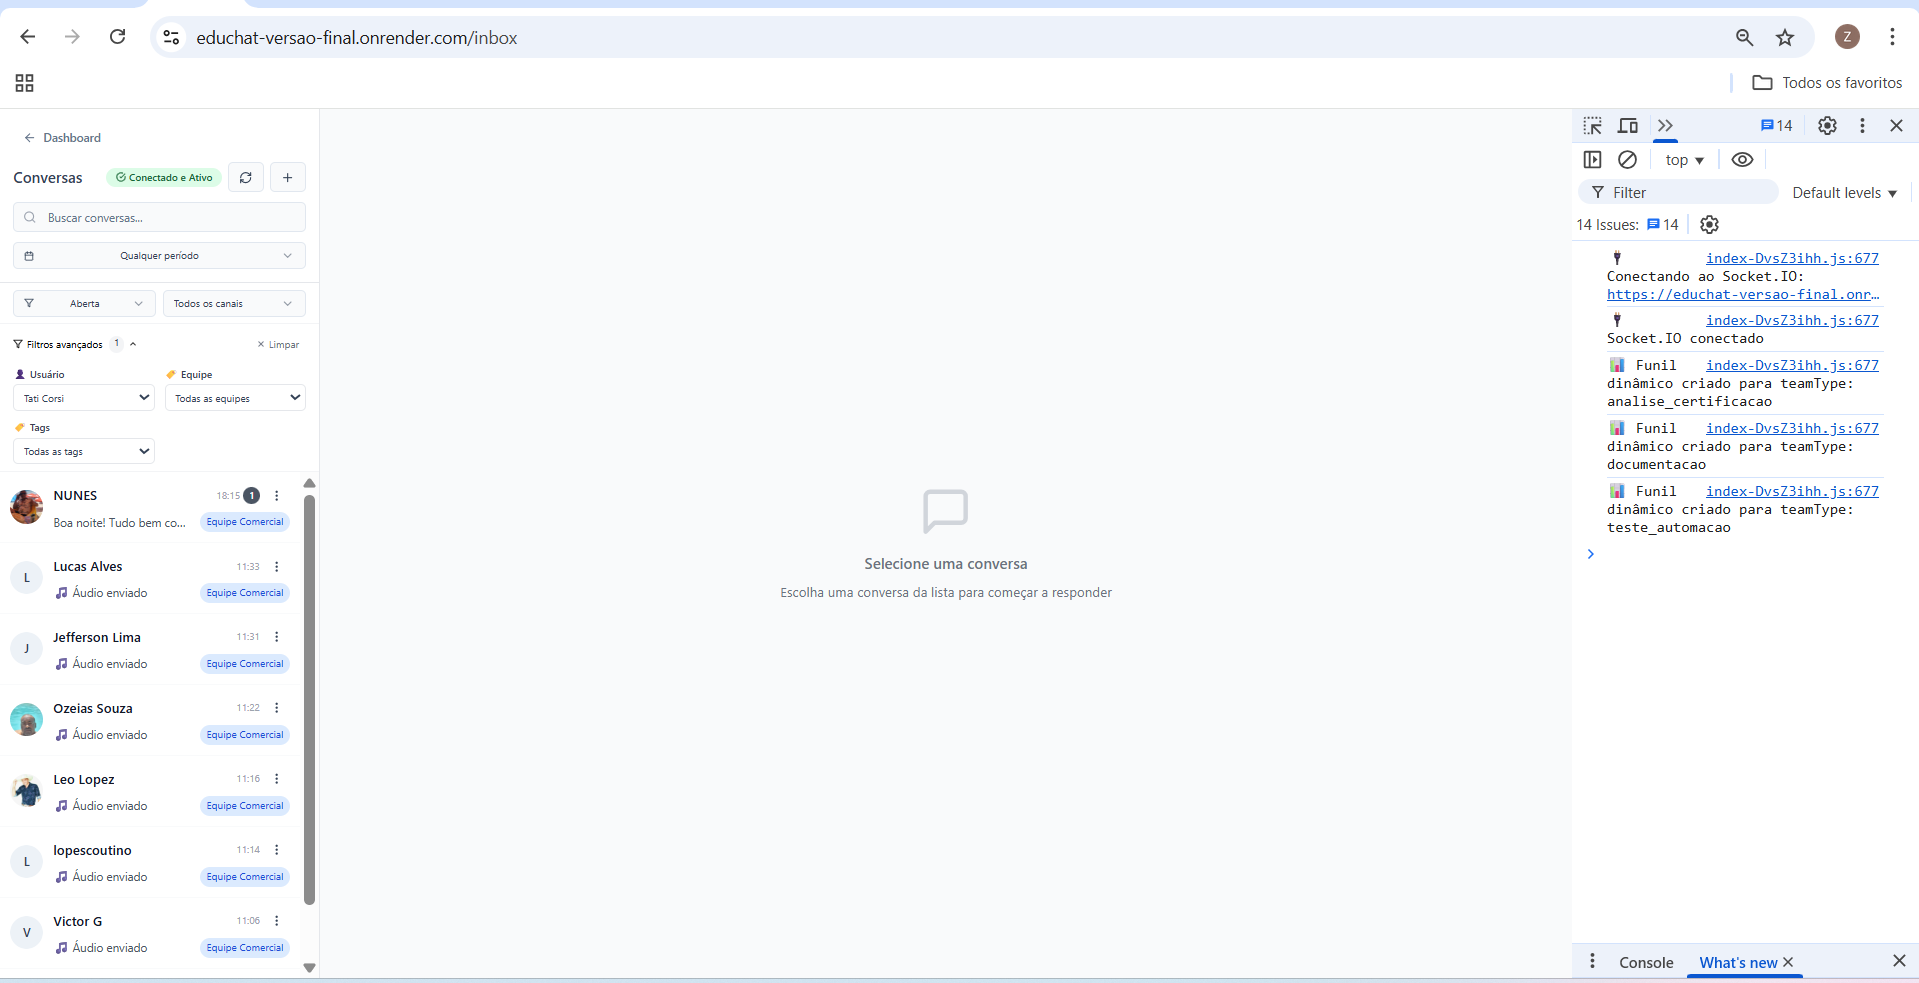 educhat-versao-final.onrender.com/inbox
Z
Todos os favoritos
Dashboard
Conversas
Conectado e Ativo
Buscar conversas...
Qualquer período
Aberta
Todos os canais
Filtros avançados 1
Limpar
Usuário
Equipe
Tati Corsi
Todas as equipes
Tags
Todas as tags
NUNES
18:15 1
Boa noite! Tudo bem co...
Equipe Comercial
Lucas Alves
11:33
L
Áudio enviado
Equipe Comercial
Jefferson Lima
11:31
J
Áudio enviado
Equipe Comercial
Ozeias Souza
11:22
Áudio enviado
Equipe Comercial
Leo Lopez
11:16
Áudio enviado
Equipe Comercial
lopescoutino
11:14
L
Áudio enviado
Equipe Comercial
Victor G
11:06
V
Áudio enviado
Equipe Comercial
Selecione uma conversa
Escolha uma conversa da lista para começar a responder
14
top
Filter
Default levels
14 Issues: 14
index-DvsZ3ihh.js:677
Conectando ao Socket.IO:
https://educhat-versao-final.onr…
index-DvsZ3ihh.js:677
Socket.IO conectado
Funil index-DvsZ3ihh.js:677
dinâmico criado para teamType:
analise_certificacao
Funil index-DvsZ3ihh.js:677
dinâmico criado para teamType:
documentacao
Funil index-DvsZ3ihh.js:677
dinâmico criado para teamType:
teste_automacao
Console
What's new